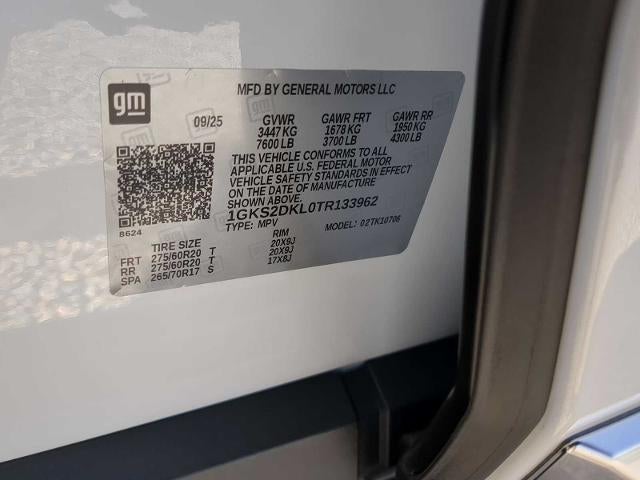 gm
MFD BY GENERAL MOTORS LLC
09/25 GVWR GAWR FRT GAWR RR
3447 KG 1678 KG 1950 KG
7600 LB 3700 LB 4300 LB
THIS VEHICLE CONFORMS TO ALL
APPLICABLE U.S. FEDERAL MOTOR
VEHICLE SAFETY STANDARDS IN
EFFECT ON THE DATE OF MANUFACTURE
SHOWN ABOVE.
1GKS2DKL0TR133962
8624
TYPE: MPV MODEL: 02TK10706
TIRE SIZE RIM
FRT 275/60R20 T 20X9J
RR 275/60R20 T 20X9J
SPA 265/70R17 S 17X8J